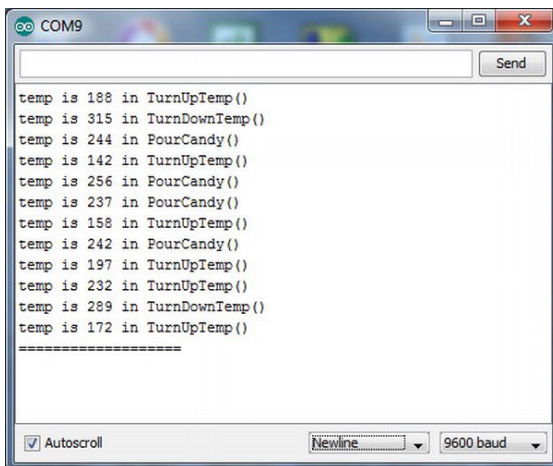 COM9
Send
temp is 188 in TurnUpTemp()
temp is 315 in TurnDownTemp()
temp is 244 in PourCandy()
temp is 142 in TurnUpTemp()
temp is 256 in PourCandy()
temp is 237 in PourCandy()
temp is 158 in TurnUpTemp()
temp is 242 in PourCandy()
temp is 197 in TurnUpTemp()
temp is 232 in TurnUpTemp()
temp is 289 in TurnDownTemp()
temp is 172 in TurnUpTemp()
===================
Autoscroll Newline 9600 baud